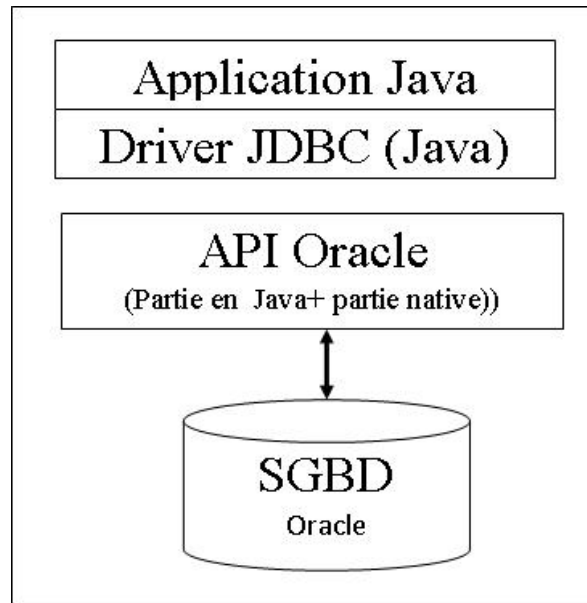 Application Java
Driver JDBC (Java)
API Oracle
(Partie en Java+ partie native))
SGBD
Oracle